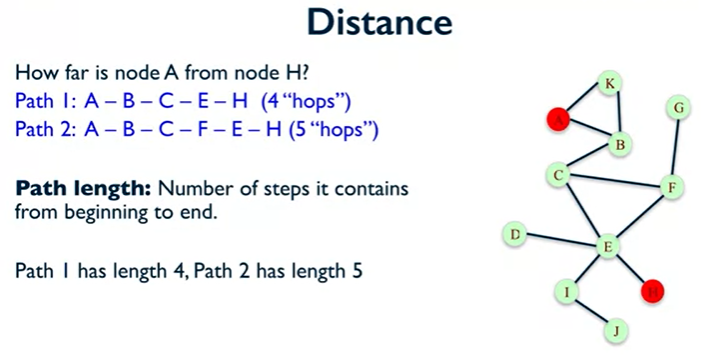 Distance
How far is node A from node H?
Path 1: A – B – C – E – H (4 “hops”)
Path 2: A – B – C – F – E – H (5 “hops”)
Path length: Number of steps it contains
from beginning to end.
Path 1 has length 4, Path 2 has length 5
K
G
A
B
C
F
D
E
I
H
J